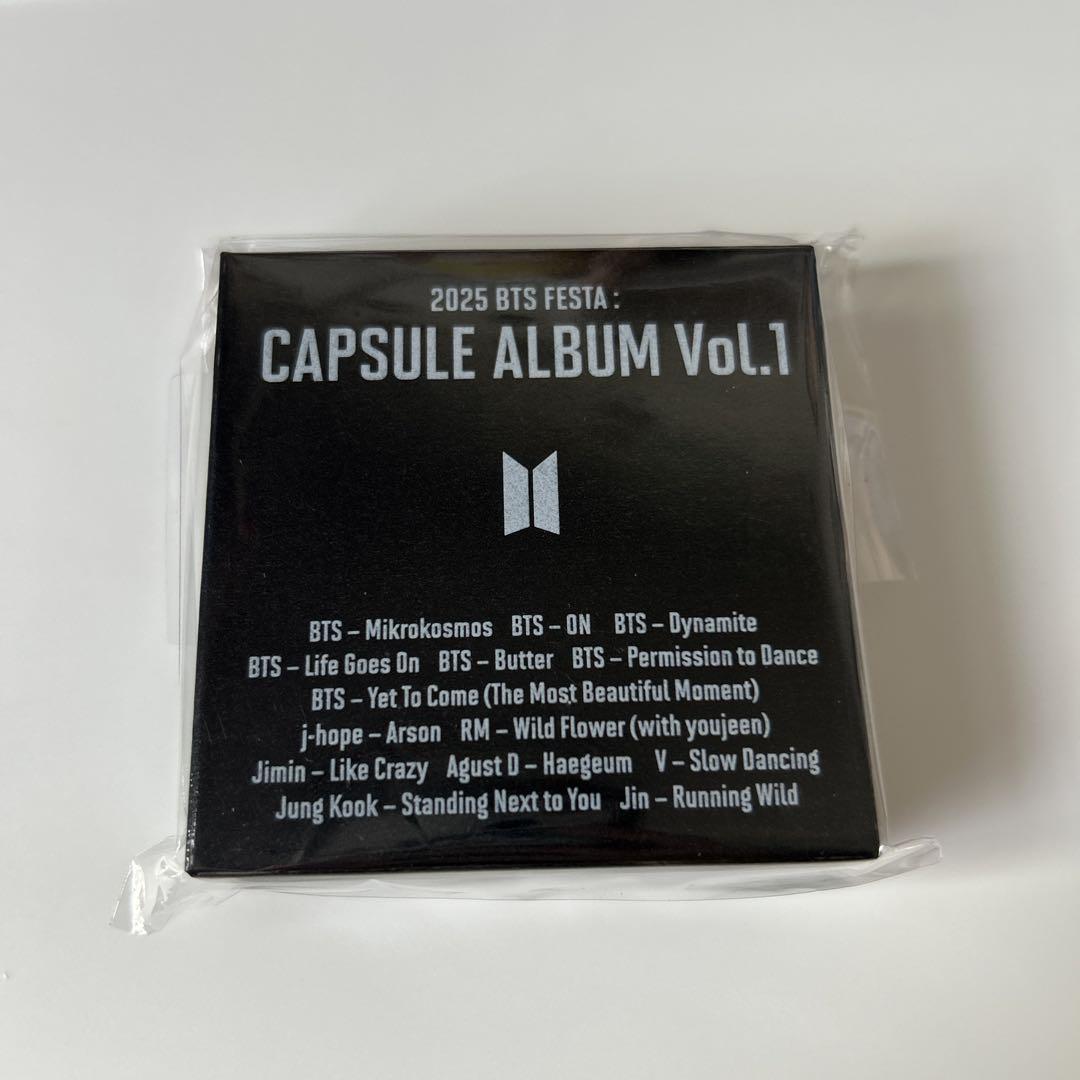 2025 BTS FESTA :
CAPSULE ALBUM Vol.1
BTS – Mikrokosmos BTS – ON BTS – Dynamite
BTS – Life Goes On BTS – Butter BTS – Permission to Dance
BTS – Yet To Come (The Most Beautiful Moment)
j-hope – Arson RM – Wild Flower (with youjeen)
Jimin – Like Crazy Agust D – Haegeum V – Slow Dancing
Jung Kook – Standing Next to You Jin – Running Wild